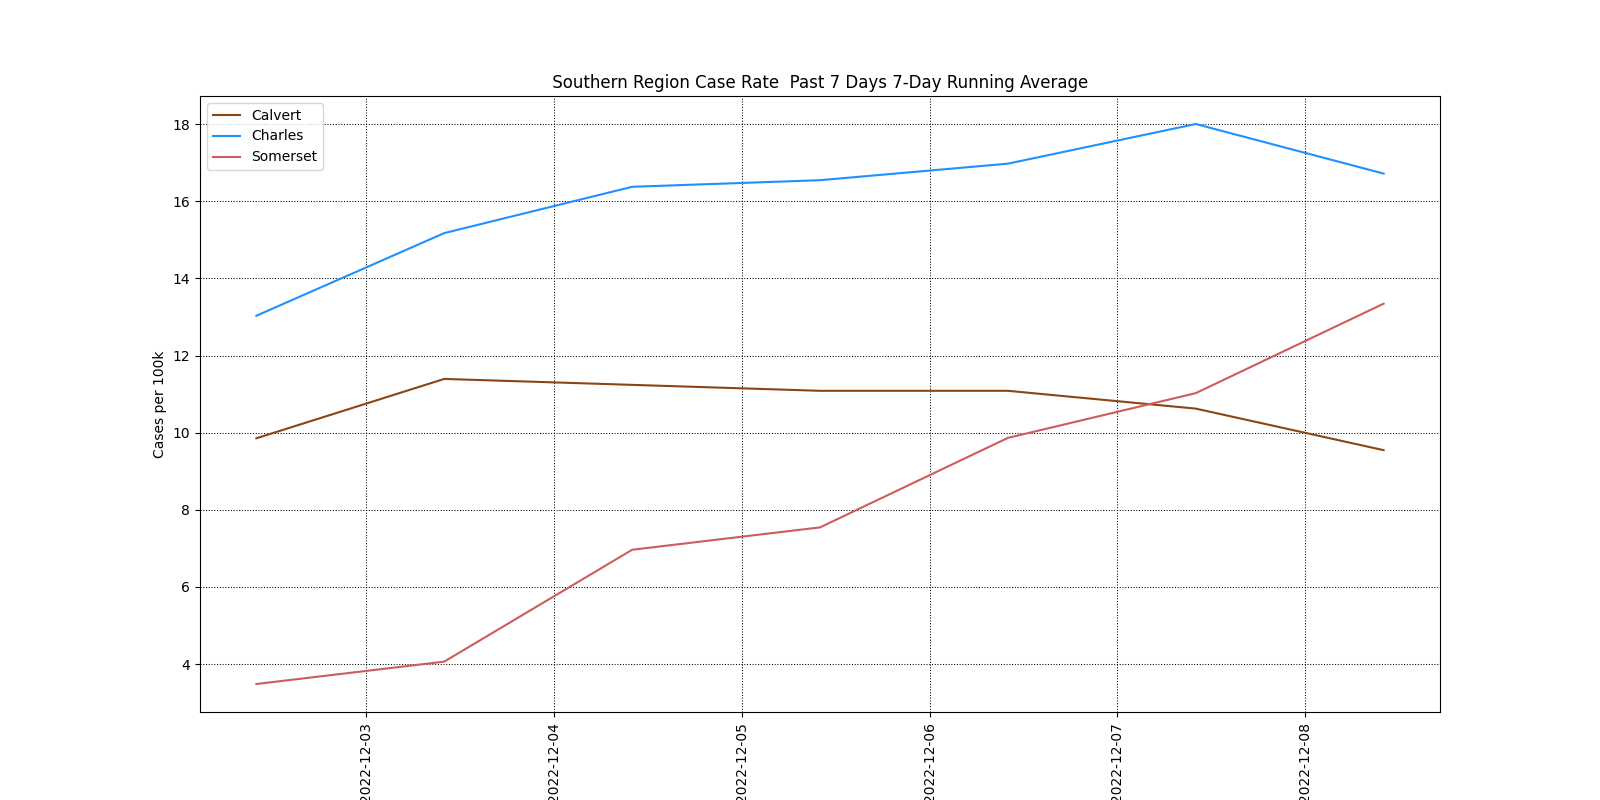 Southern Region Case Rate  Past 7 Days 7-Day Running Average
Calvert
Charles
Somerset
18
16
14
12
10
8
6
4
Cases per 100k
2022-12-03
2022-12-04
2022-12-05
2022-12-06
2022-12-07
2022-12-08